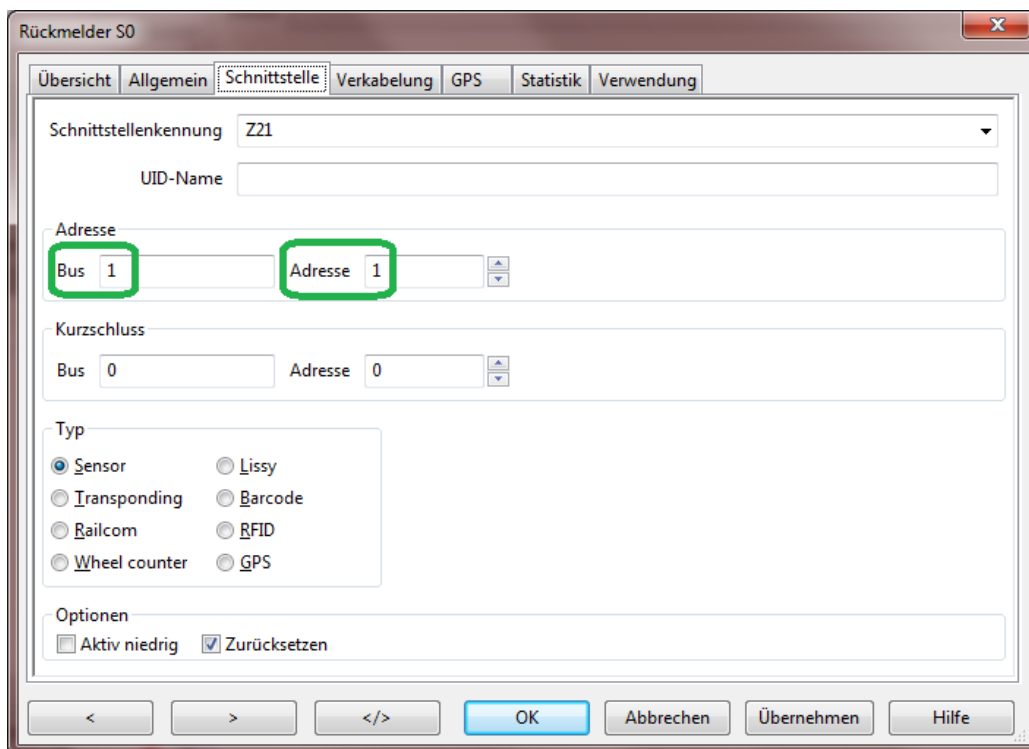 Rückmelder S0
Übersicht Allgemein Schnittstelle Verkabelung GPS Statistik Verwendung
Schnittstellenkennung Z21
UID-Name
Adresse
Bus 1 Adresse 1
Kurzschluss
Bus 0 Adresse 0
Typ
Sensor Lissy
Transponding Barcode
Railcom RFID
Wheel counter GPS
Optionen
Aktiv niedrig Zurücksetzen
< > </> OK Abbrechen Übernehmen Hilfe